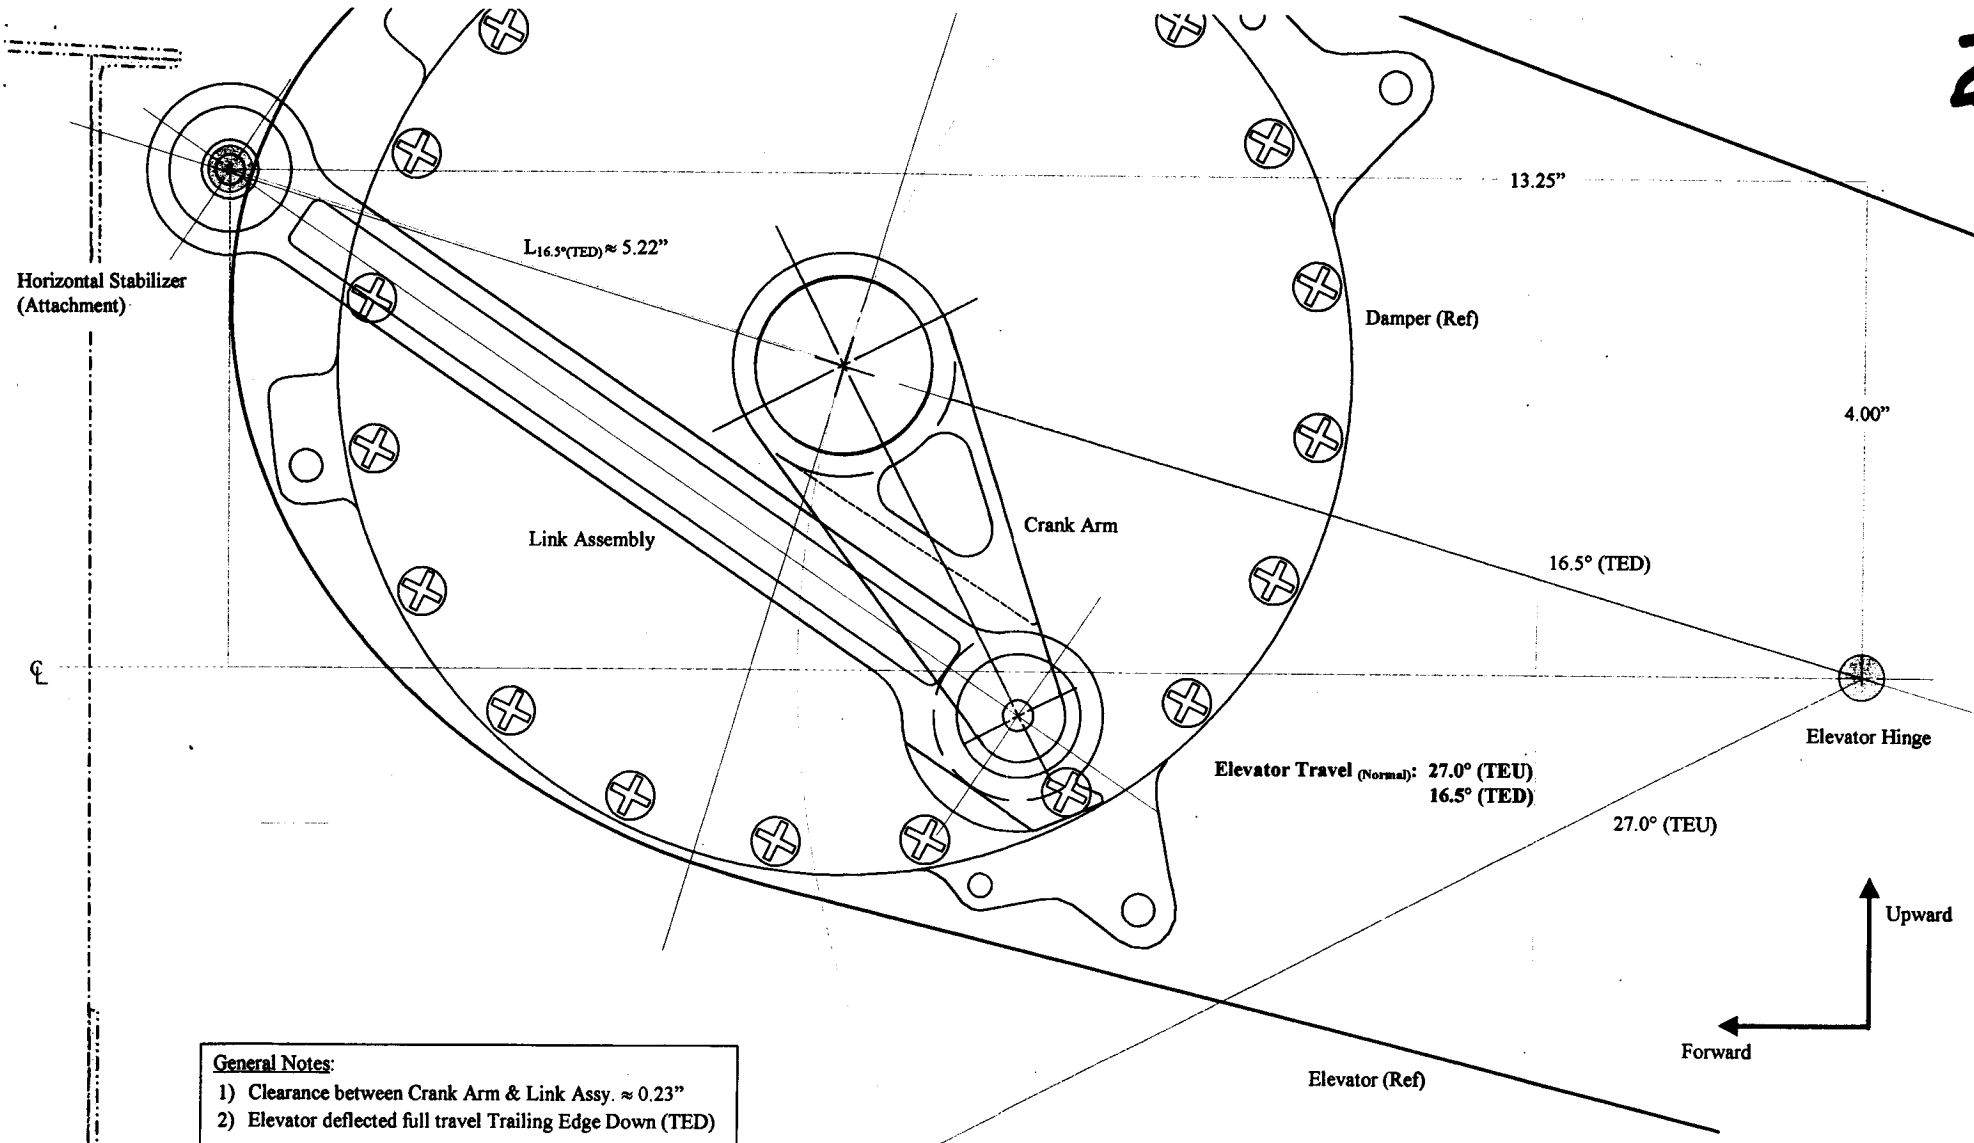 13.25”
L16.5°(TED) ≈ 5.22”
Horizontal Stabilizer
(Attachment)
Damper (Ref)
4.00”
Link Assembly
Crank Arm
16.5° (TED)
℄
Elevator Hinge
Elevator Travel (Normal): 27.0° (TEU)
16.5° (TED)
27.0° (TEU)
Upward
Forward
Elevator (Ref)
General Notes:
1) Clearance between Crank Arm & Link Assy. ≈ 0.23”
2) Elevator deflected full travel Trailing Edge Down (TED)